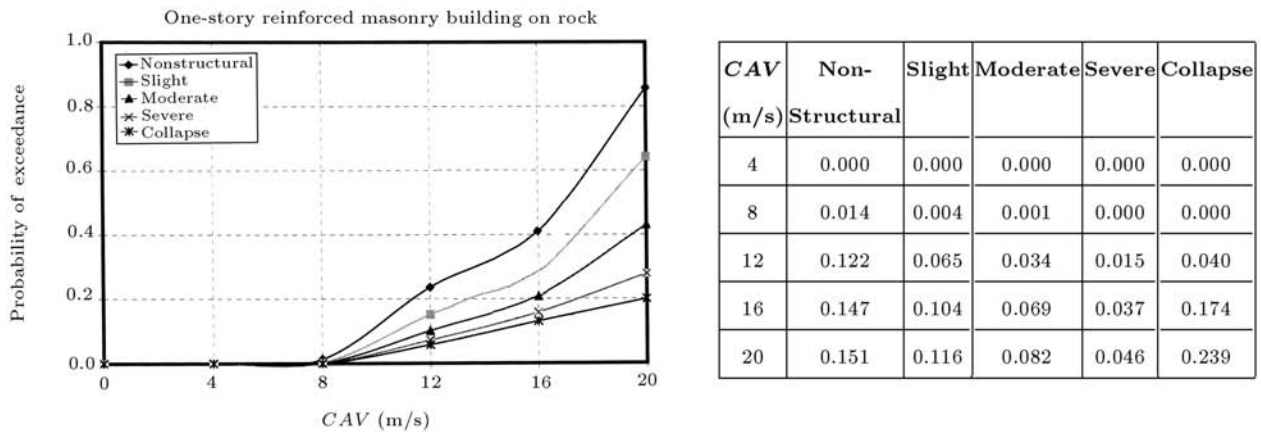 One-story reinforced masonry building on rock
Probability of exceedance
1.0
0.8
0.6
0.4
0.2
0.0
Nonstructural
Slight
Moderate
Severe
Collapse
0 4 8 12 16 20
CAV (m/s)
CAV Non- Slight Moderate Severe Collapse
(m/s) Structural
4 0.000 0.000 0.000 0.000 0.000
8 0.014 0.004 0.001 0.000 0.000
12 0.122 0.065 0.034 0.015 0.040
16 0.147 0.104 0.069 0.037 0.174
20 0.151 0.116 0.082 0.046 0.239